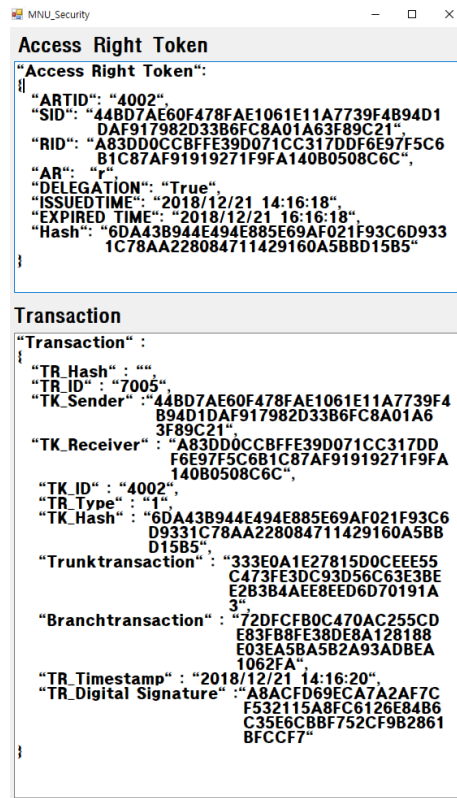 MNU_Security
Access Right Token
“Access Right Token“:
{
“ARTID“: “4002“,
“SID“: “44BD7AE60F478FAE1061E11A7739F4B94D1
DAF917982D33B6FC8A01A63F89C21“,
“RID“: “A83DD0CCBFFE39D071CC317DDF6E97F5C6
B1C87AF91919271F9FA140B0508C6C“,
“AR“: “r“,
“DELEGATION“: “True“,
“ISSUEDTIME“: “2018/12/21 14:16:18“,
“EXPIRED TIME“: “2018/12/21 16:16:18“,
“Hash“: “6DA43B944E494E885E69AF021F93C6D933
1C78AA228084711429160A5BBD15B5“
}
Transaction
“Transaction“ :
{
“TR_Hash“ : ““,
“TR_ID“ : “7005“,
“TK_Sender“ :“44BD7AE60F478FAE1061E11A7739F4
B94D1DAF917982D33B6FC8A01A6
3F89C21“,
“TK_Receiver“ : “A83DD0CCBFFE39D071CC317DD
F6E97F5C6B1C87AF91919271F9FA
140B0508C6C“,
“TK_ID“ : “4002“,
“TR_Type“ : “1“,
“TK_Hash“ : “6DA43B944E494E885E69AF021F93C6
D9331C78AA228084711429160A5BB
D15B5“,
“Trunktransaction“ : “333E0A1E27815D0CEEE55
C473FE3DC93D56C63E3BE
E2B3B4AEE8EED6D70191A
3“,
“Branchtransaction“ : “72DFCFB0C470AC255CD
E83FB8FE38DE8A128188
E03EA5BA5B2A93ADBEA
1062FA“,
“TR_Timestamp“ : “2018/12/21 14:16:20“,
“TR_Digital Signature“ :“A8ACFD69ECA7A2AF7C
F532115A8FC6126E84B6
C35E6CBBF752CF9B2861
BFCCF7“
}